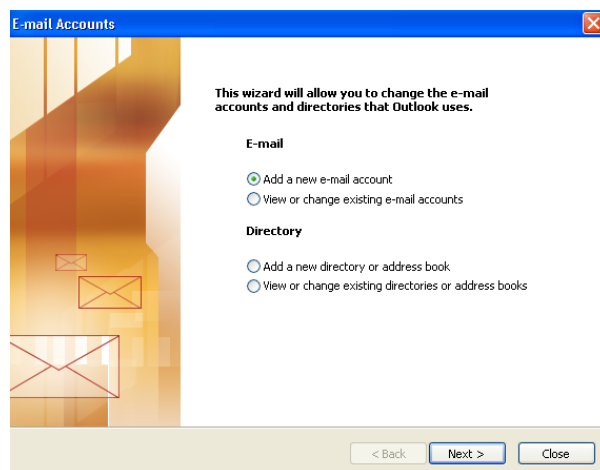 E-mail Accounts
This wizard will allow you to change the e-mail
accounts and directories that Outlook uses.
E-mail
Add a new e-mail account
View or change existing e-mail accounts
Directory
Add a new directory or address book
View or change existing directories or address books
< Back Next > Close